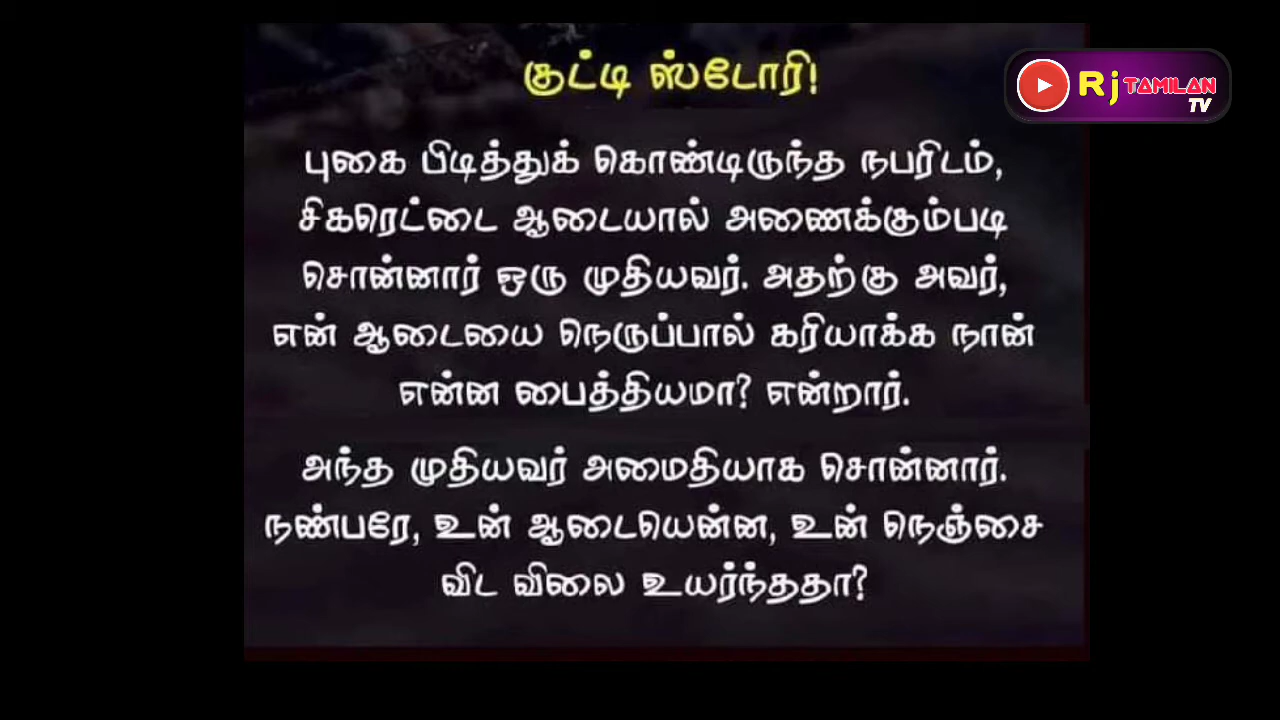 குட்டி ஸ்டோரி!
Rj TAMILAN
TV
புகை பிடித்துக் கொண்டிருந்த நபரிடம்,
சிகரெட்டை ஆடையால் அணைக்கும்படி
சொன்னார் ஒரு முதியவர். அதற்கு அவர்,
என் ஆடையை நெருப்பால் கரியாக்க நான்
என்ன பைத்தியமா? என்றார்.
அந்த முதியவர் அமைதியாக சொன்னார்.
நண்பரே, உன் ஆடையென்ன, உன் நெஞ்சை
விட விலை உயர்ந்ததா?